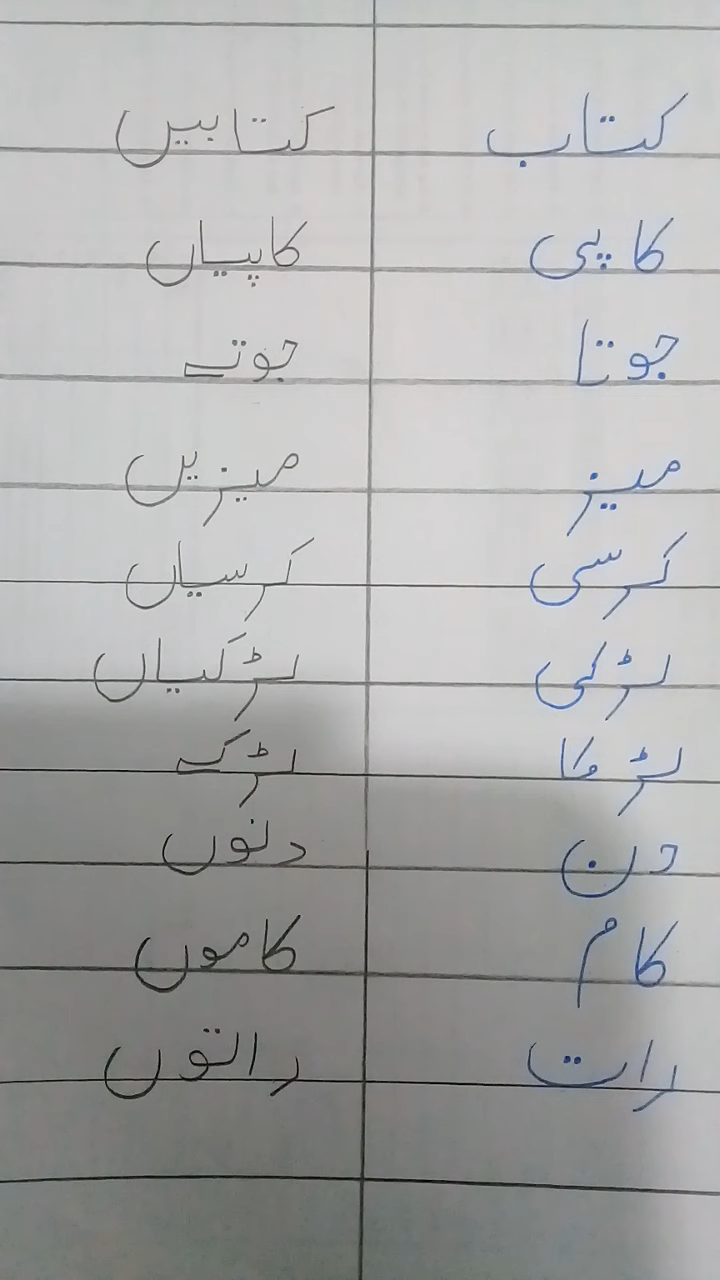 کتاب کتابیں
کاپی کاپیاں
جوتا جوتے
میز میزیں
کرسی کرسیاں
لڑکی لڑکیاں
لڑکا لڑکے
دن دنوں
کام کاموں
رات راتوں